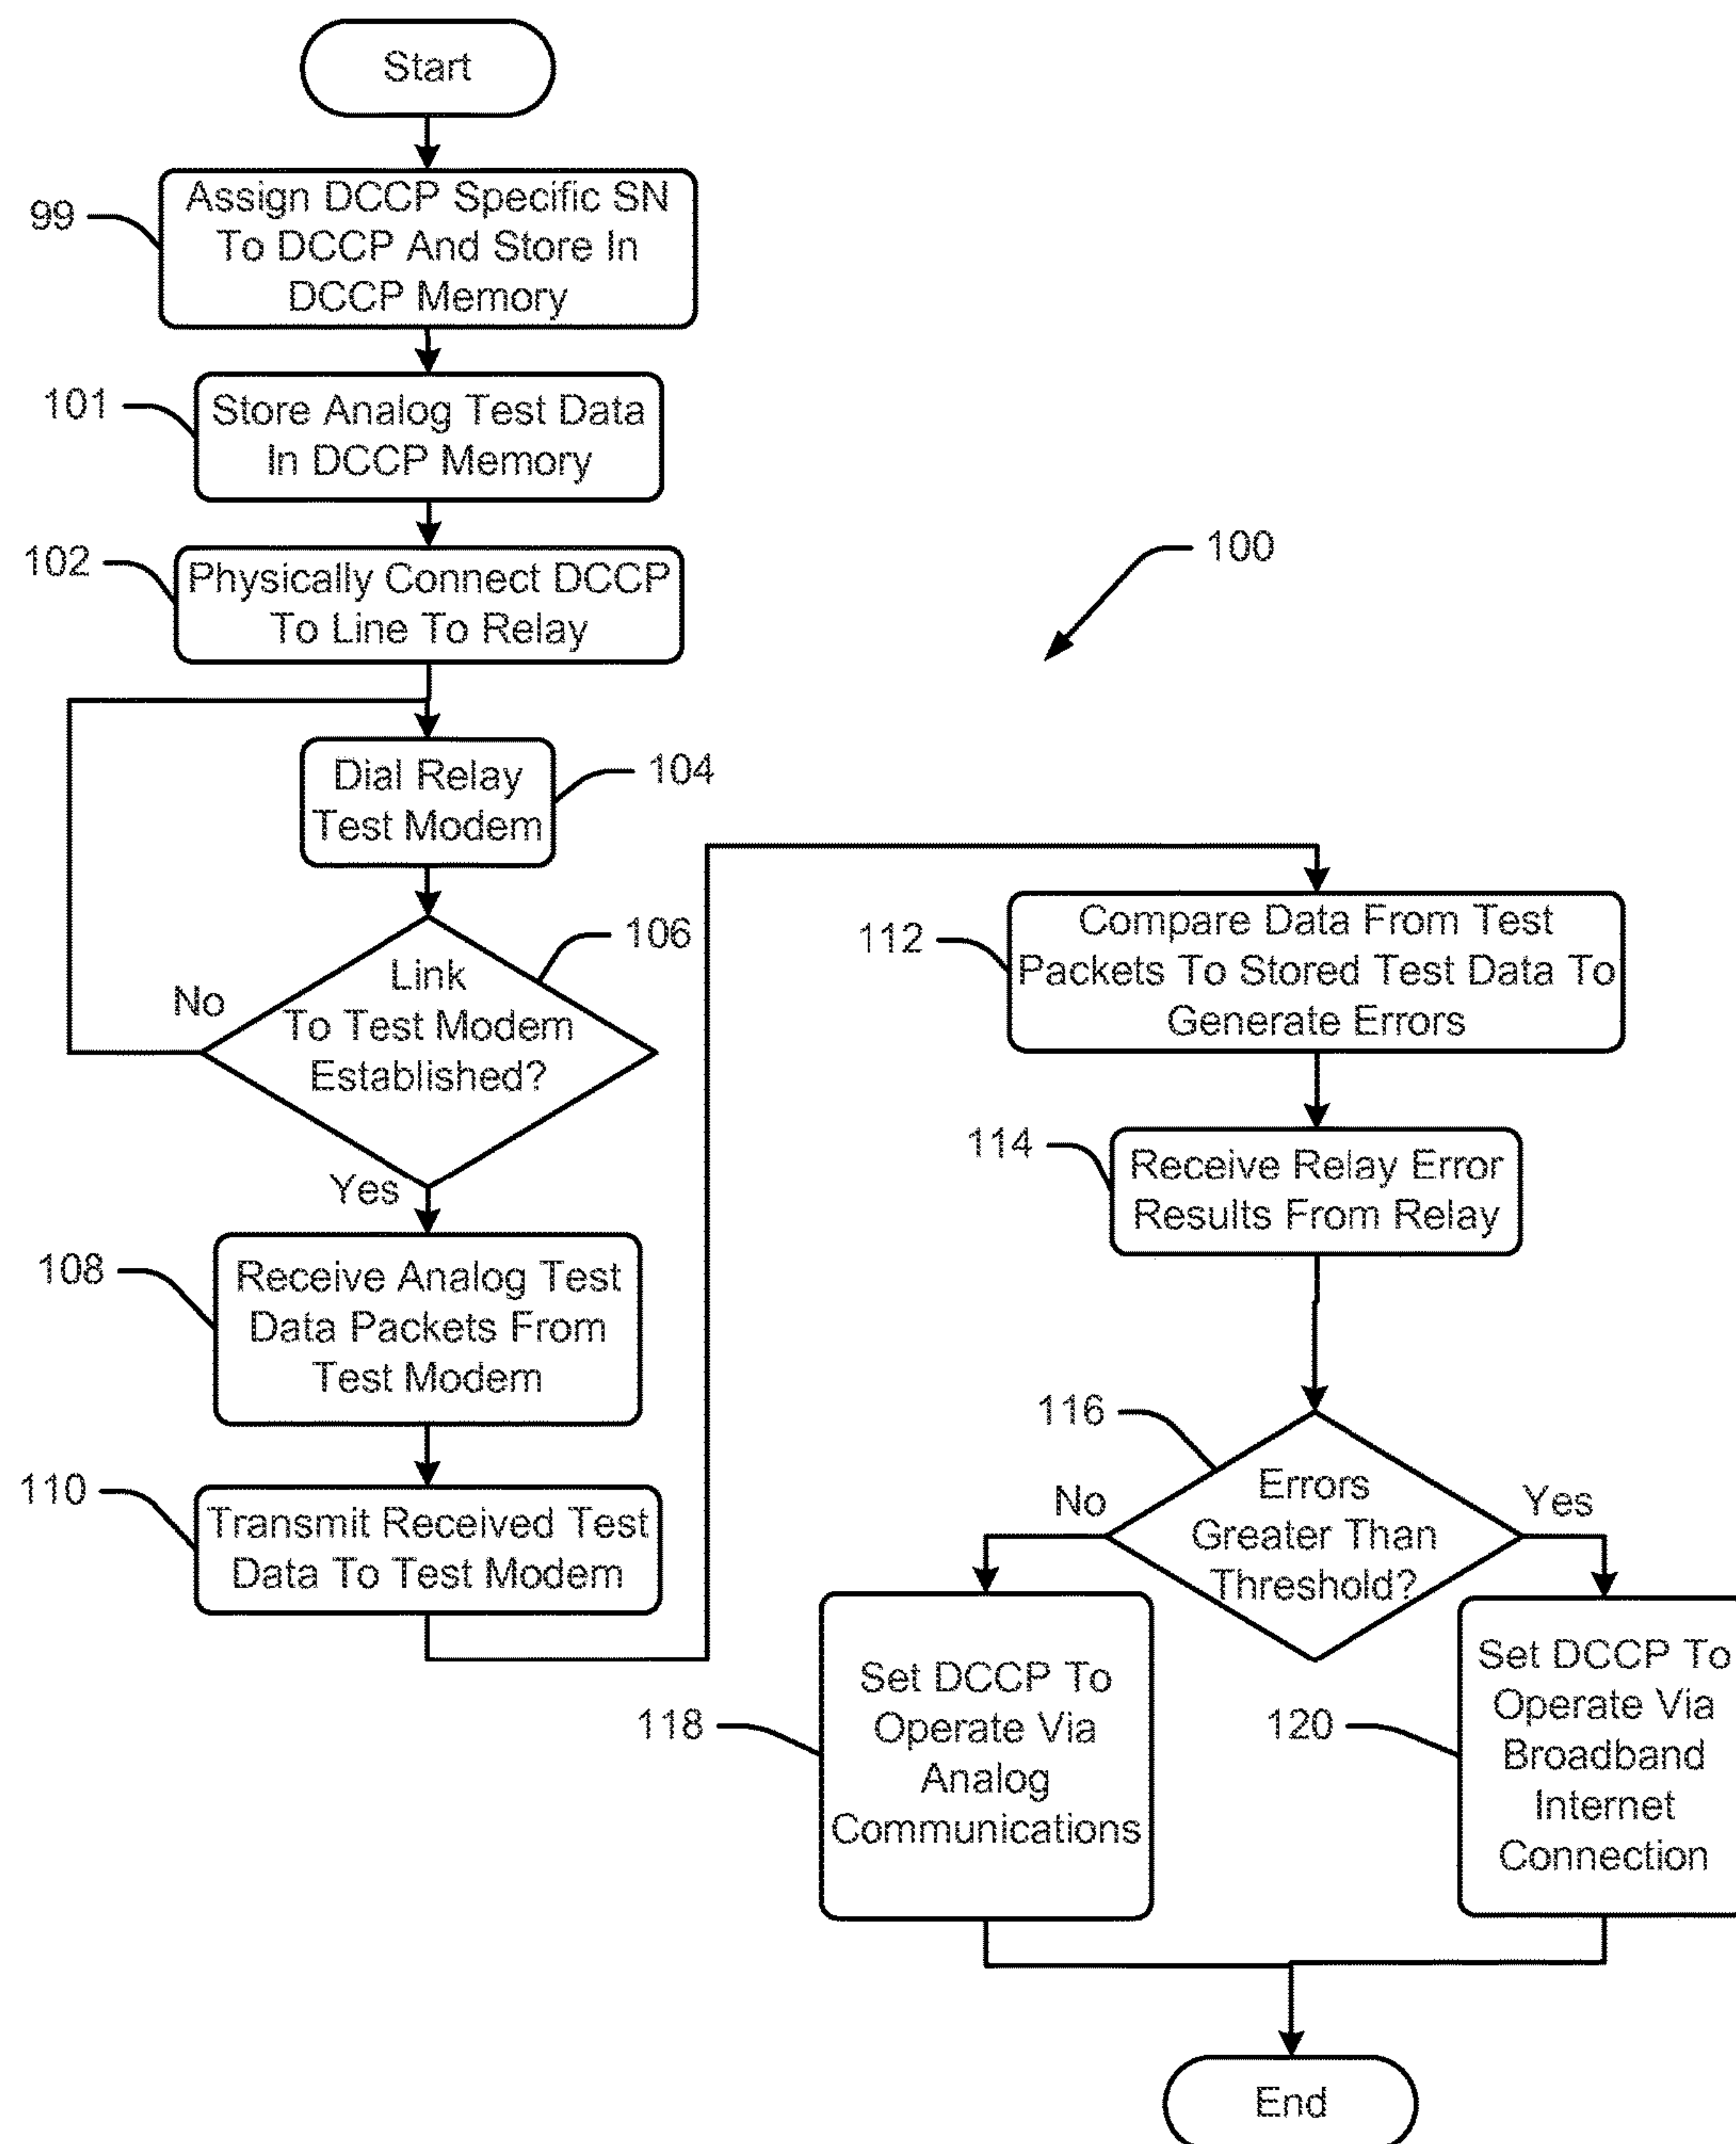 Start
99
Assign DCCP Specific SN
To DCCP And Store In
DCCP Memory
101
Store Analog Test Data
In DCCP Memory
102
Physically Connect DCCP
To Line To Relay
100
Dial Relay
Test Modem
104
106
Link
To Test Modem
Established?
No
Yes
108
Receive Analog Test
Data Packets From
Test Modem
110
Transmit Received Test
Data To Test Modem
112
Compare Data From Test
Packets To Stored Test Data To
Generate Errors
114
Receive Relay Error
Results From Relay
116
Errors
Greater Than
Threshold?
No
Yes
118
Set DCCP To
Operate Via
Analog
Communications
120
Set DCCP To
Operate Via
Broadband
Internet
Connection
End